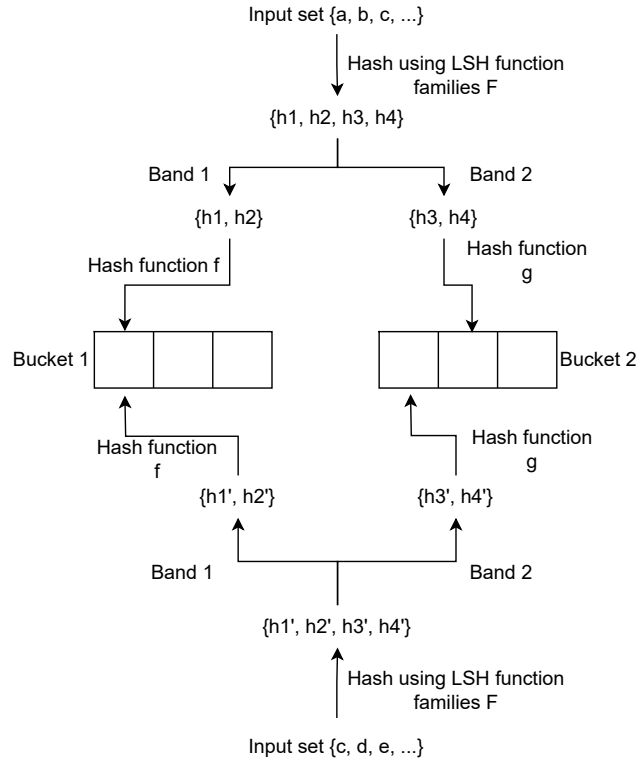 Input set {a, b, c, ...}
Hash using LSH function
families F
{h1, h2, h3, h4}
Band 1
Band 2
{h1, h2}
{h3, h4}
Hash function f
Hash function
g
Bucket 1
Bucket 2
Hash function
f
Hash function
g
{h1', h2'}
{h3', h4'}
Band 1
Band 2
{h1', h2', h3', h4'}
Hash using LSH function
families F
Input set {c, d, e, ...}